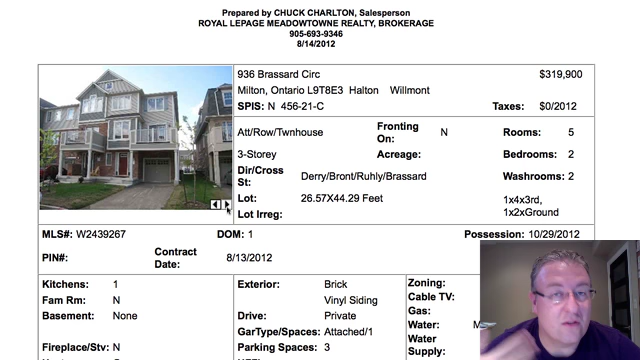 Prepared by CHUCK CHARLTON, Salesperson
ROYAL LEPAGE MEADOWTOWNE REALTY, BROKERAGE
905-693-9346
8/14/2012
936 Brassard Circ $319,900
Milton, Ontario L9T8E3 Halton Willmont
SPIS: N 456-21-C Taxes: $0/2012
Att/Row/Twnhouse Fronting On: N Rooms: 5
3-Storey Acreage: Bedrooms: 2
Dir/Cross St: Derry/Bront/Ruhly/Brassard Washrooms: 2
Lot: 26.57X44.29 Feet 1x4x3rd,
Lot Irreg: 1x2xGround
MLS#: W2439267 DOM: 1 Possession: 10/29/2012
PIN#: Contract Date: 8/13/2012
Kitchens: 1 Exterior: Brick Zoning:
Fam Rm: N Vinyl Siding Cable TV:
Basement: None Drive: Private Gas:
GarType/Spaces: Attached/1 Water:
Fireplace/Stv: N Parking Spaces: 3 Water Supply: